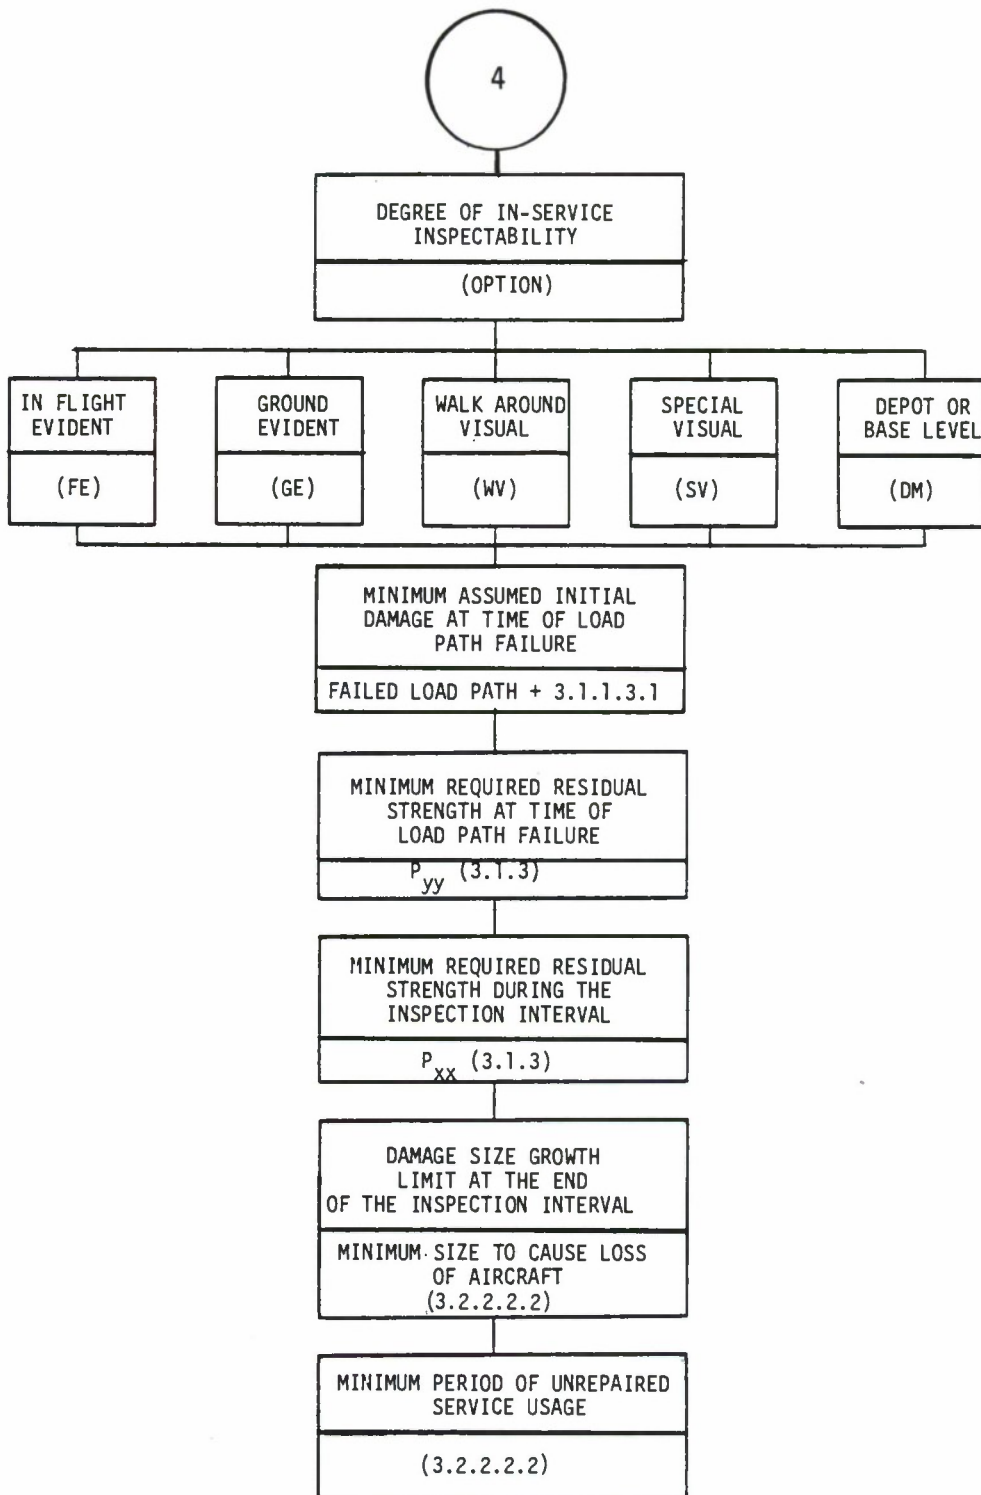 4
DEGREE OF IN-SERVICE
INSPECTABILITY
(OPTION)
IN FLIGHT
EVIDENT
(FE)
GROUND
EVIDENT
(GE)
WALK AROUND
VISUAL
(WV)
SPECIAL
VISUAL
(SV)
DEPOT OR
BASE LEVEL
(DM)
MINIMUM ASSUMED INITIAL
DAMAGE AT TIME OF LOAD
PATH FAILURE
FAILED LOAD PATH + 3.1.1.3.1
MINIMUM REQUIRED RESIDUAL
STRENGTH AT TIME OF
LOAD PATH FAILURE
Pyy (3.1.3)
MINIMUM REQUIRED RESIDUAL
STRENGTH DURING THE
INSPECTION INTERVAL
Pxx (3.1.3)
DAMAGE SIZE GROWTH
LIMIT AT THE END
OF THE INSPECTION INTERVAL
MINIMUM SIZE TO CAUSE LOSS
OF AIRCRAFT
(3.2.2.2.2)
MINIMUM PERIOD OF UNREPAIRED
SERVICE USAGE
(3.2.2.2.2)